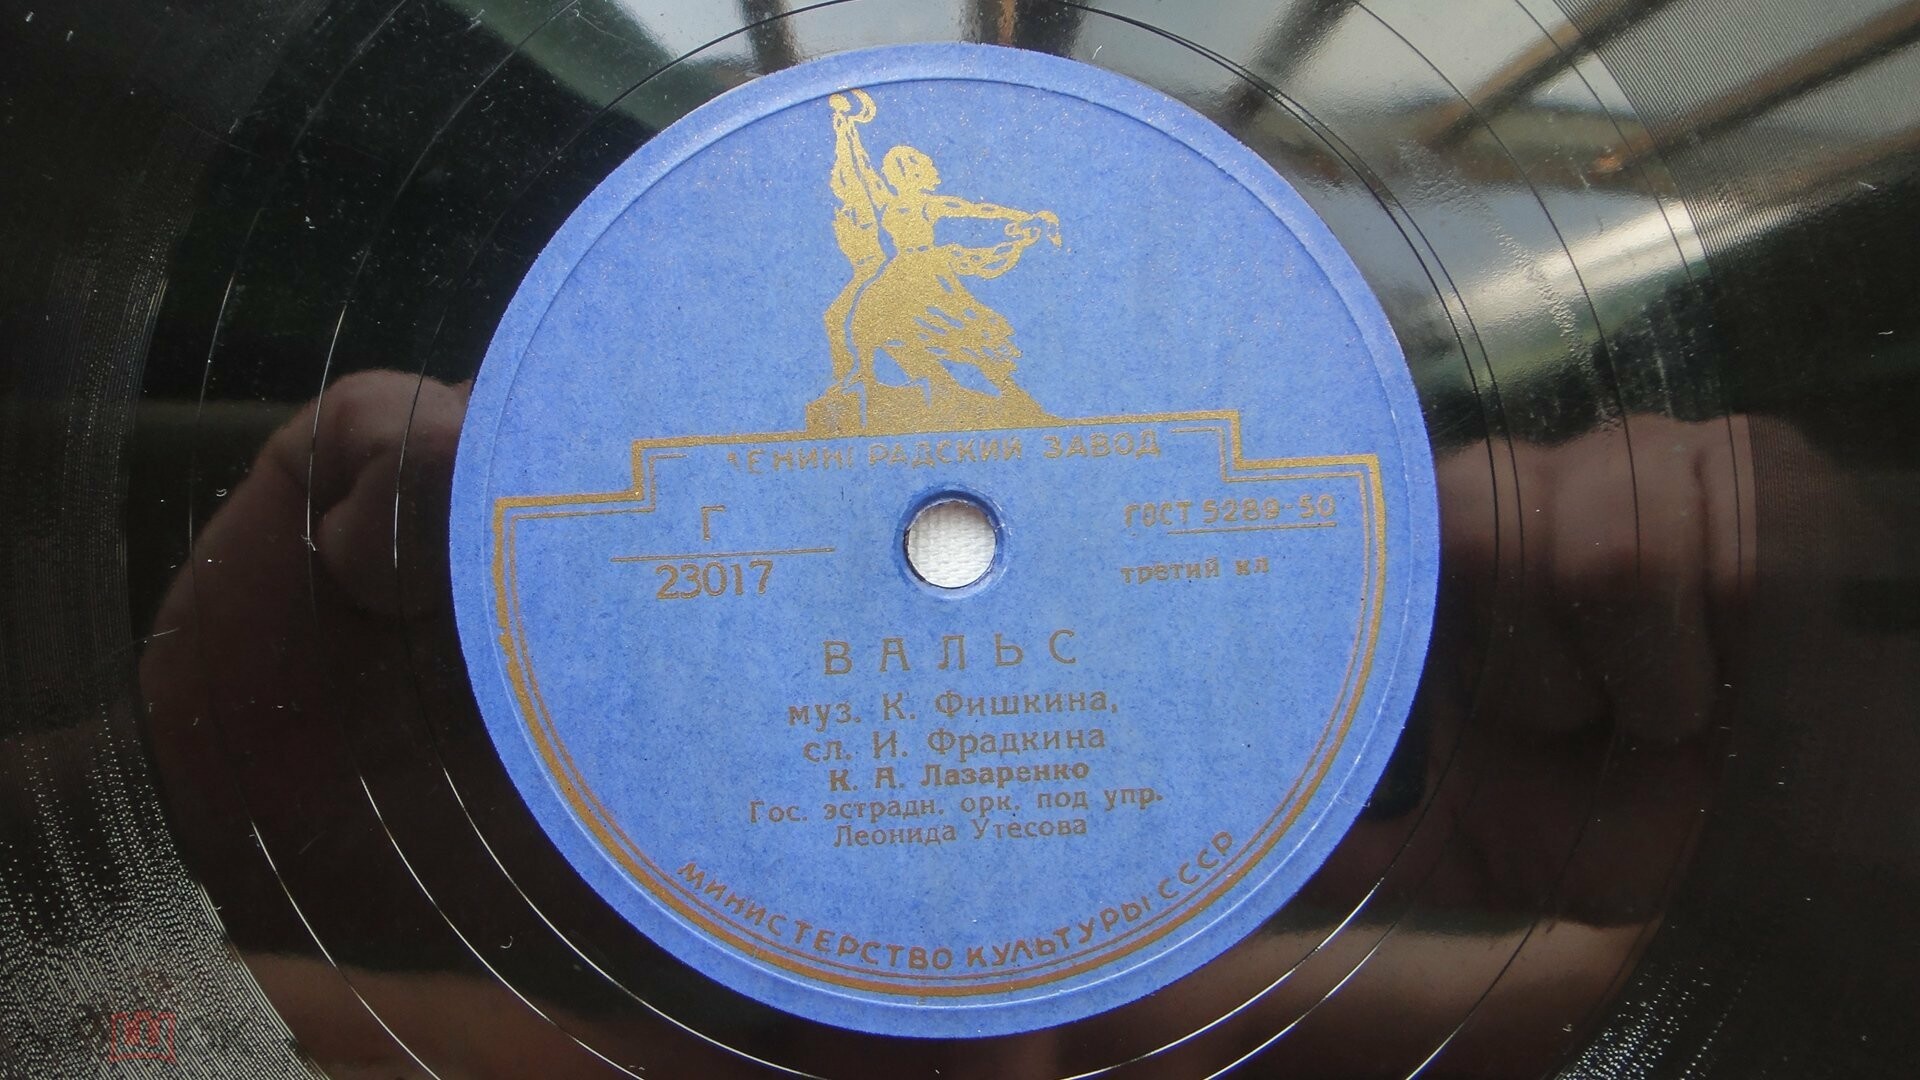 ЛЕНИНГРАДСКИЙ ЗАВОД
Г
23017
ГОСТ 5289-50
третий кл
ВАЛЬС
муз. К. Фишкина,
сл. И. Фрадкина
К. А. Лазаренко
Гос. эстрадн. орк. под упр.
Леонида Утесова
МИНИСТЕРСТВО КУЛЬТУРЫ СССР